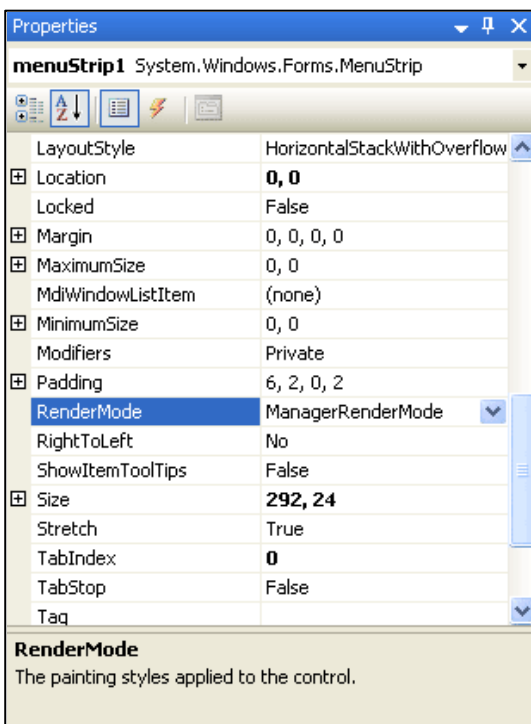 Properties
menuStrip1 System.Windows.Forms.MenuStrip
LayoutStyle HorizontalStackWithOverflow
Location 0, 0
Locked False
Margin 0, 0, 0, 0
MaximumSize 0, 0
MdiWindowListItem (none)
MinimumSize 0, 0
Modifiers Private
Padding 6, 2, 0, 2
RenderMode ManagerRenderMode
RightToLeft No
ShowItemToolTips False
Size 292, 24
Stretch True
TabIndex 0
TabStop False
Tag
RenderMode
The painting styles applied to the control.